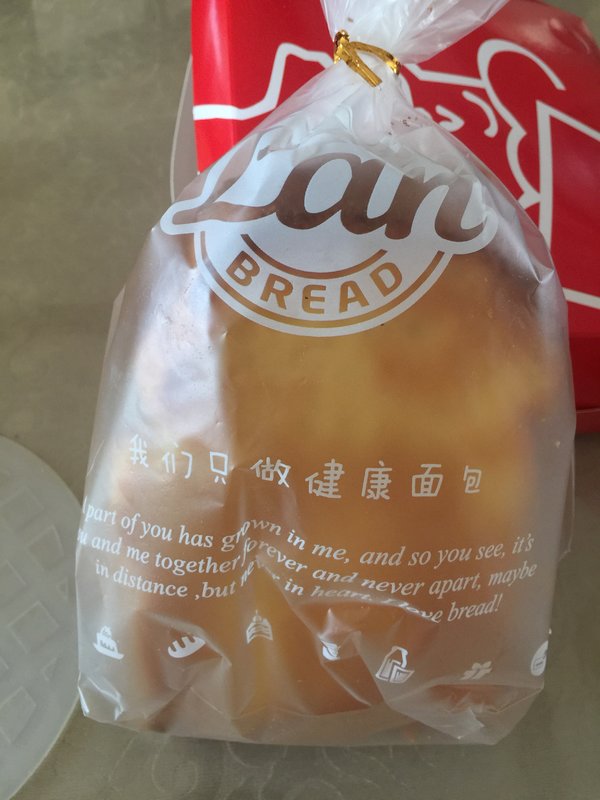 Lan
BREAD
我们只做健康面包
part of you has grown in me, and so you see, it's
and me together forever and never apart, maybe
in distance ,but never in heart. I love bread!